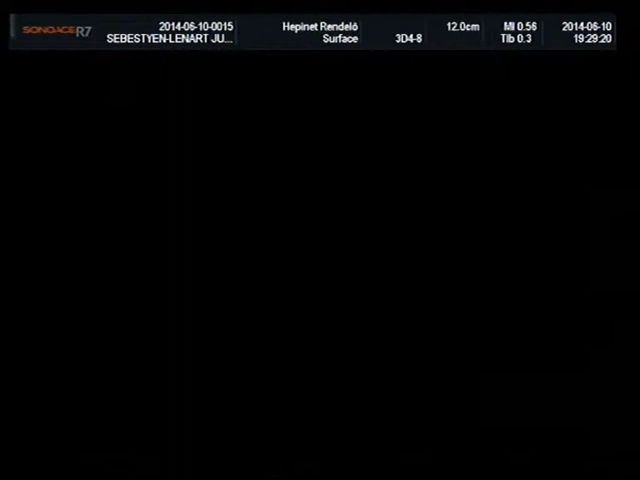 SONOACE R7
2014-06-10-0015
SEBESTYEN-LENART JU...
Hepinet Rendelő
Surface
3D4-8
12.0cm
MI 0.56
TIb 0.3
2014-06-10
19:29:20